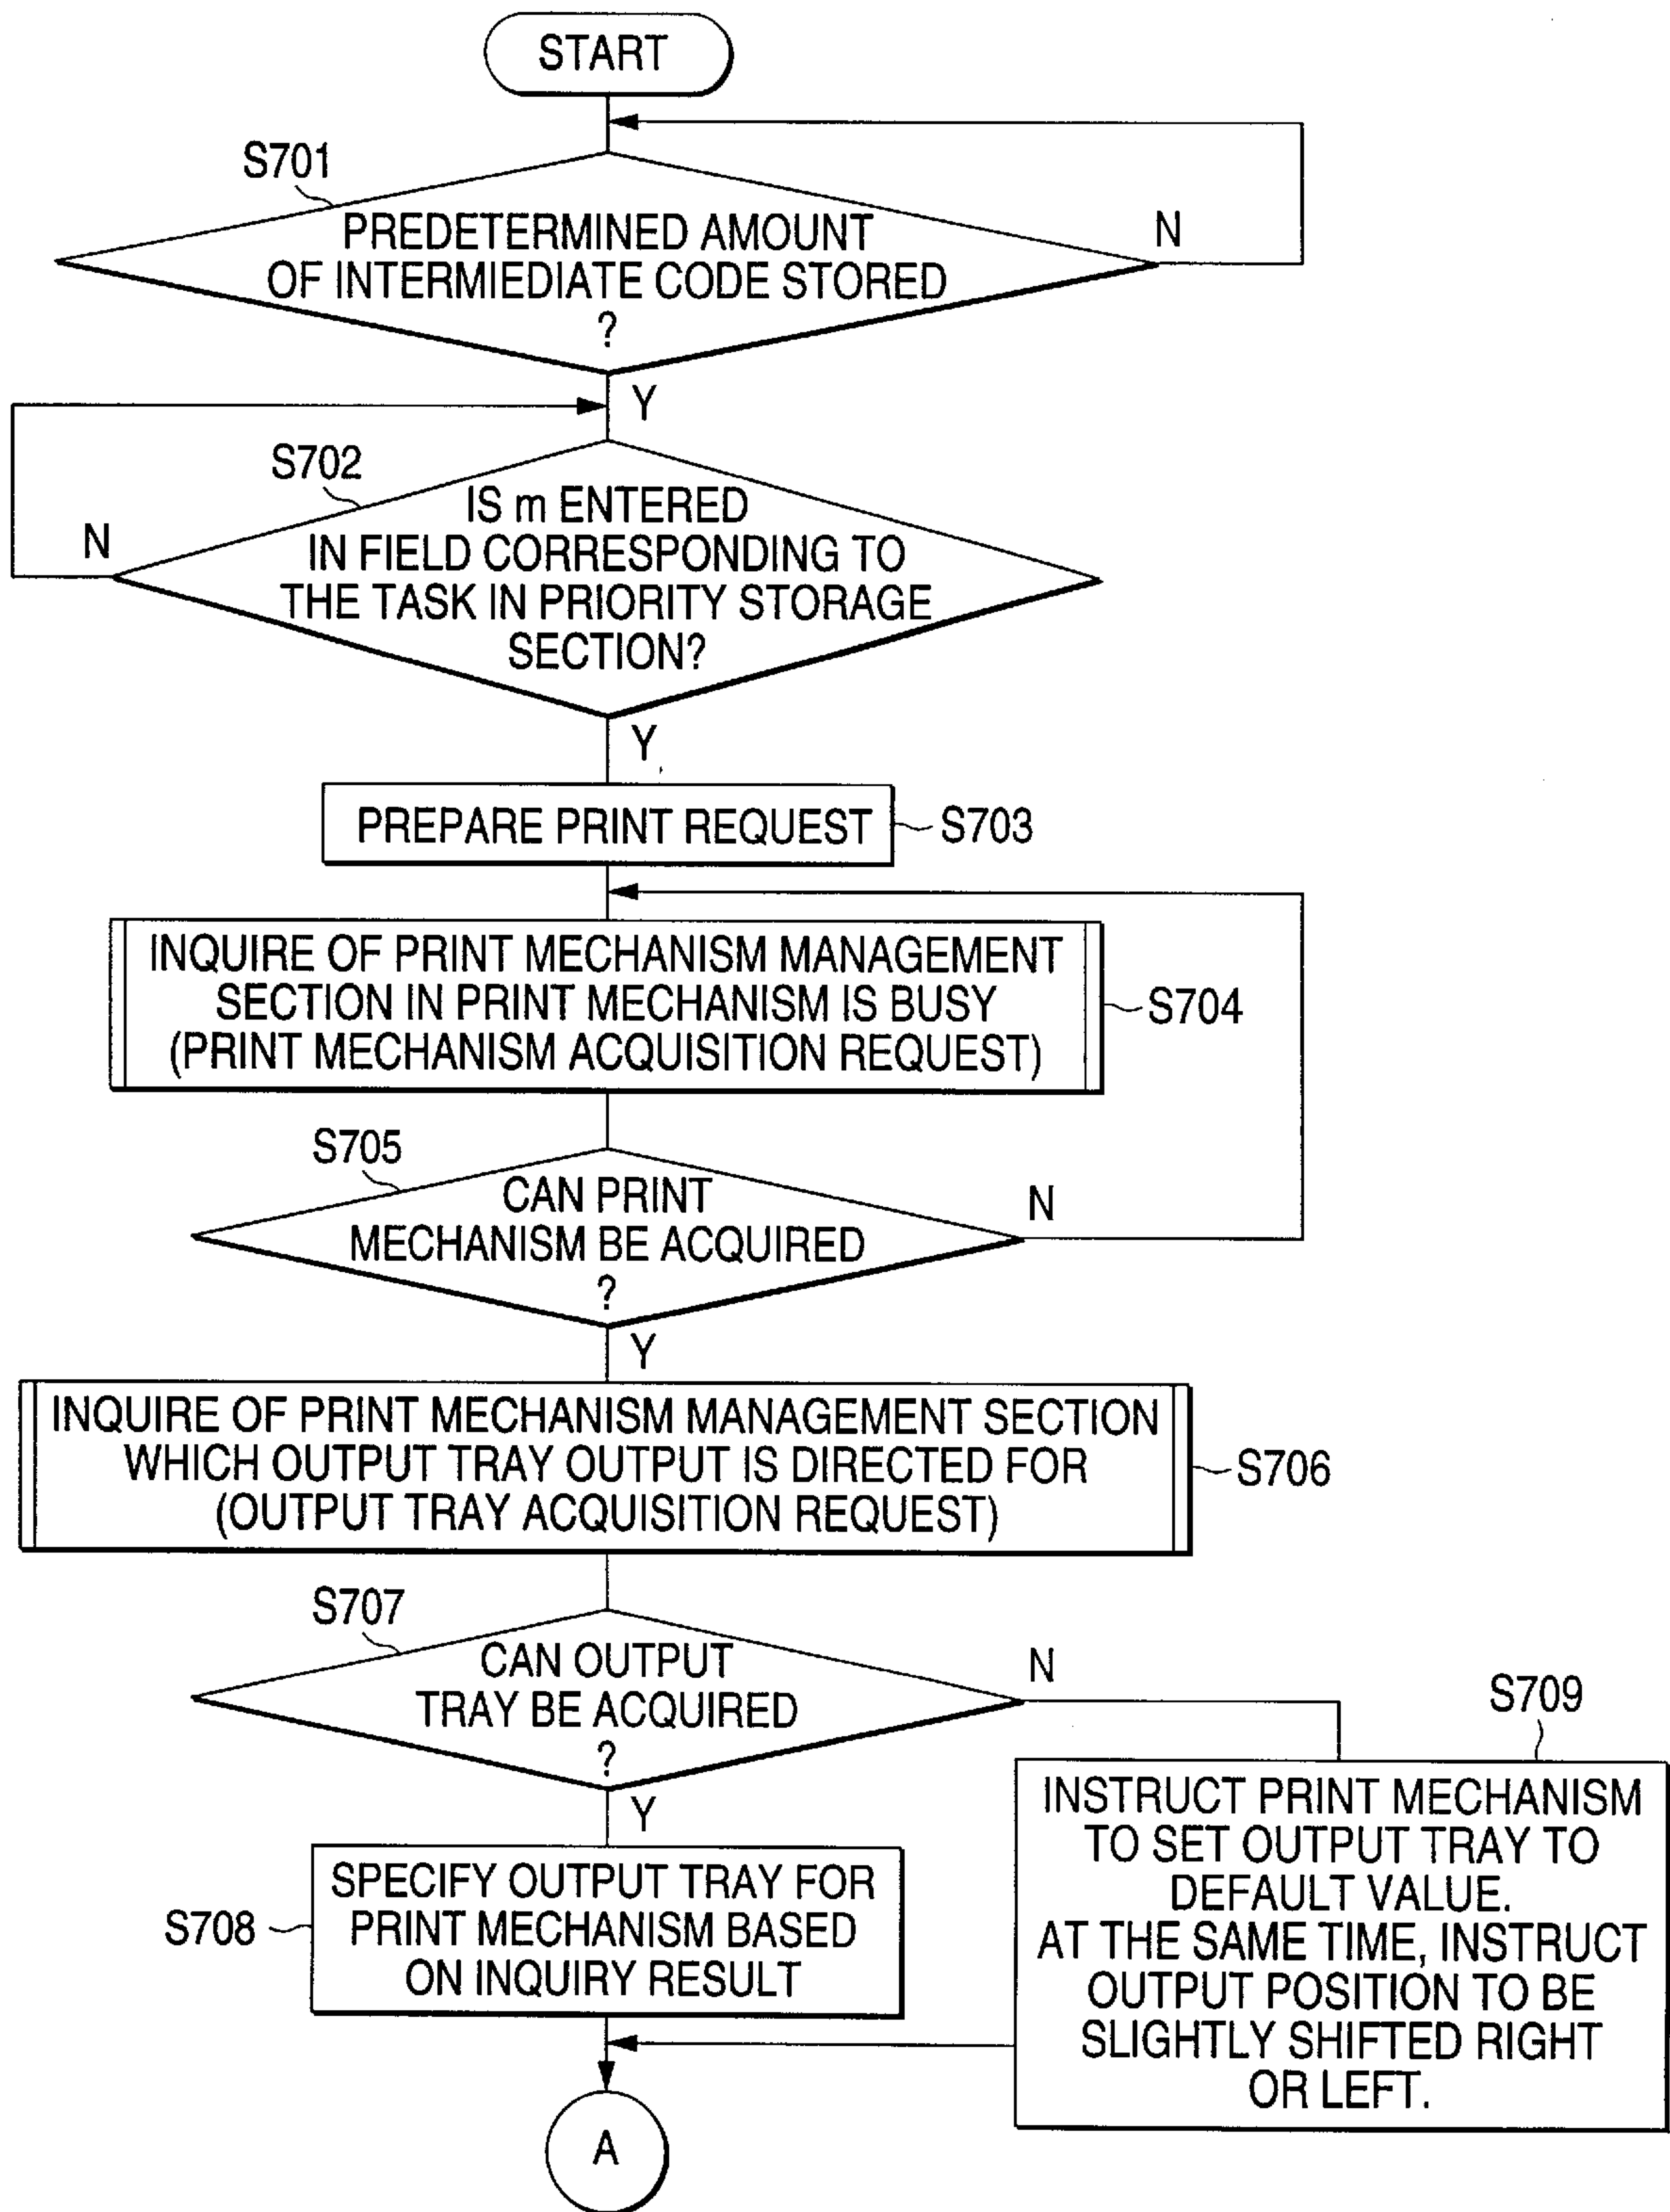 START
S701
PREDETERMINED AMOUNT
OF INTERMIEDIATE CODE STORED
?
N
Y
S702
IS m ENTERED
IN FIELD CORRESPONDING TO
THE TASK IN PRIORITY STORAGE
SECTION?
N
Y
PREPARE PRINT REQUEST
S703
INQUIRE OF PRINT MECHANISM MANAGEMENT
SECTION IN PRINT MECHANISM IS BUSY
(PRINT MECHANISM ACQUISITION REQUEST)
S704
S705
CAN PRINT
MECHANISM BE ACQUIRED
?
N
Y
INQUIRE OF PRINT MECHANISM MANAGEMENT SECTION
WHICH OUTPUT TRAY OUTPUT IS DIRECTED FOR
(OUTPUT TRAY ACQUISITION REQUEST)
S706
S707
CAN OUTPUT
TRAY BE ACQUIRED
?
N
Y
S708
SPECIFY OUTPUT TRAY FOR
PRINT MECHANISM BASED
ON INQUIRY RESULT
S709
INSTRUCT PRINT MECHANISM
TO SET OUTPUT TRAY TO
DEFAULT VALUE.
AT THE SAME TIME, INSTRUCT
OUTPUT POSITION TO BE
SLIGHTLY SHIFTED RIGHT
OR LEFT.
A